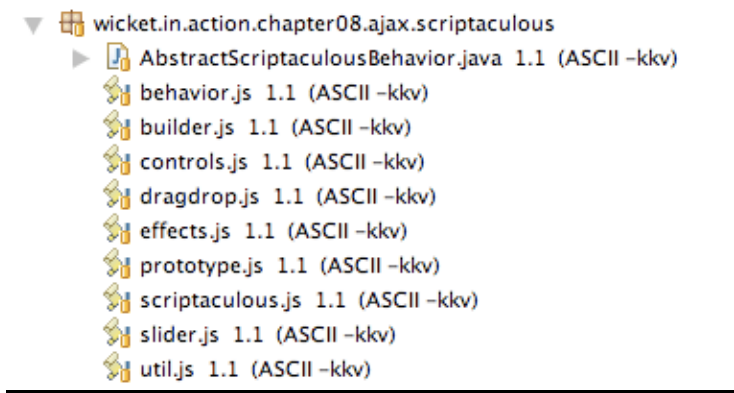 wicket.in.action.chapter08.ajax.scriptaculous
AbstractScriptaculousBehavior.java 1.1 (ASCII -kkv)
behavior.js 1.1 (ASCII -kkv)
builder.js 1.1 (ASCII -kkv)
controls.js 1.1 (ASCII -kkv)
dragdrop.js 1.1 (ASCII -kkv)
effects.js 1.1 (ASCII -kkv)
prototype.js 1.1 (ASCII -kkv)
scriptaculous.js 1.1 (ASCII -kkv)
slider.js 1.1 (ASCII -kkv)
util.js 1.1 (ASCII -kkv)